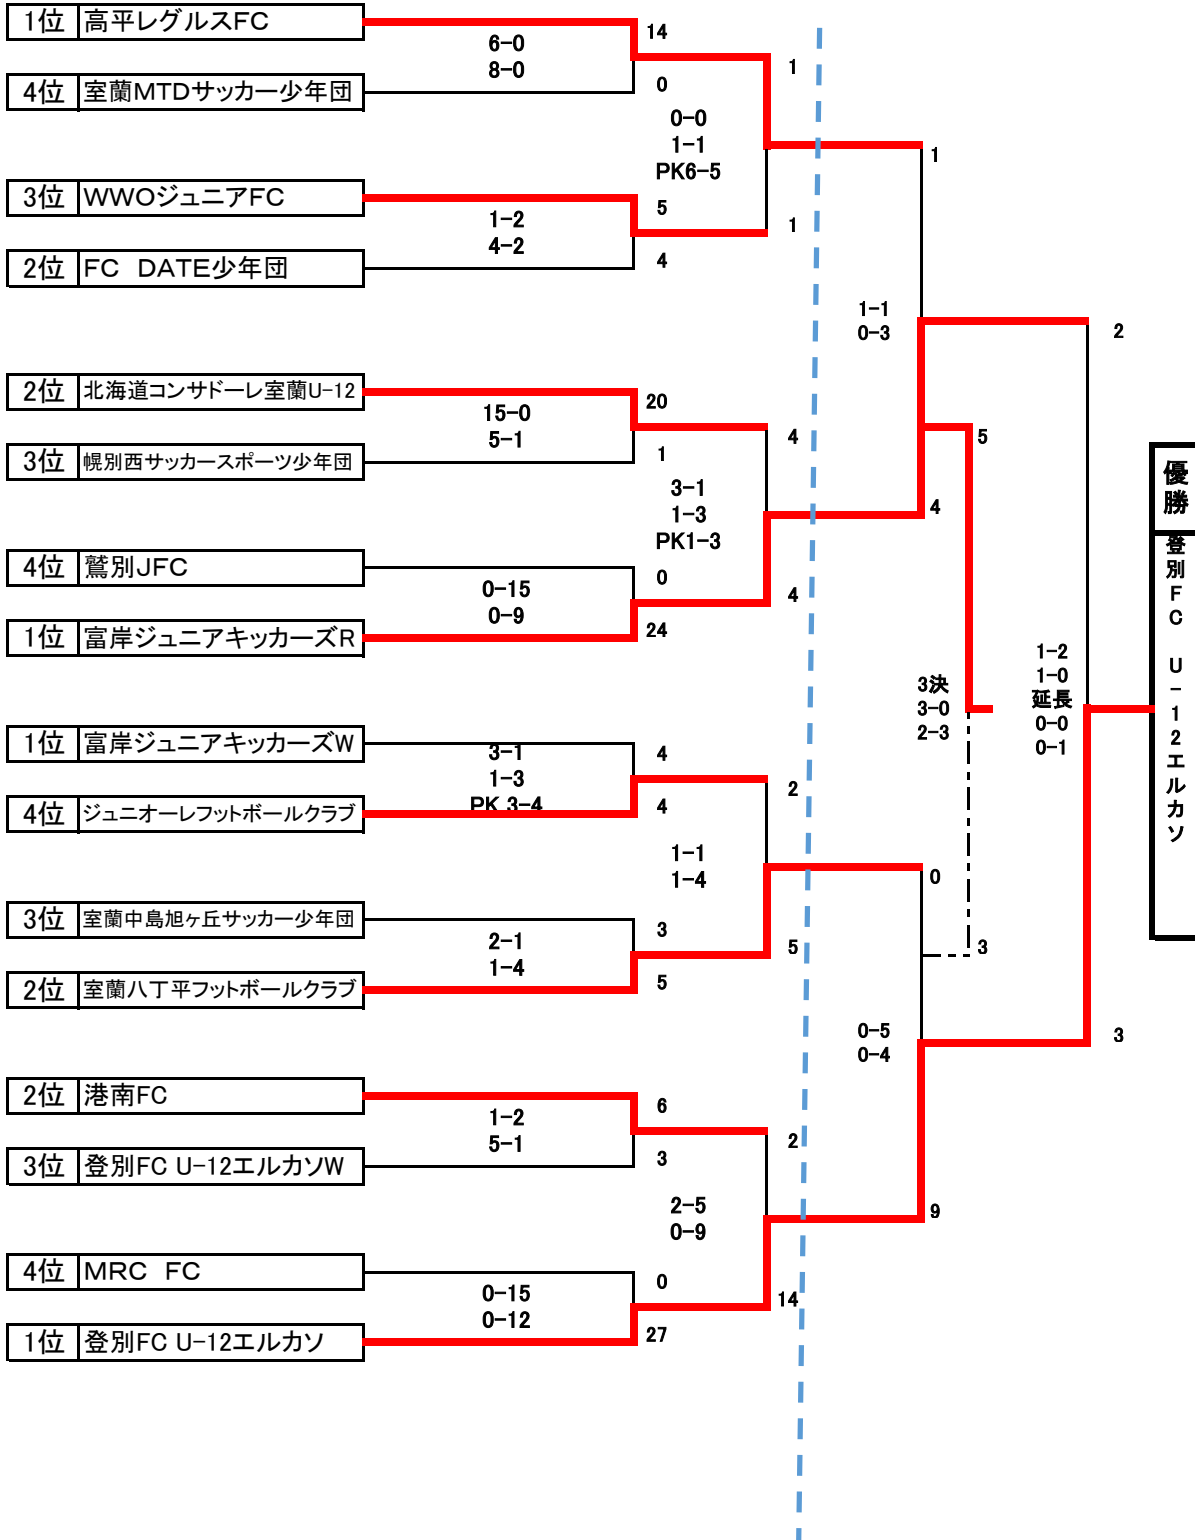 1位 高平レグルスFC
14
6-0
8-0
4位 室蘭MTDサッカー少年団
0
1
0-0
1-1
PK6-5
1
3位 WWOジュニアFC
5
1-2
4-2
1
2位 FC DATE少年団
4
1-1
0-3
2
2位 北海道コンサドーレ室蘭U-12
20
15-0
5-1
4
5
3位 幌別西サッカースポーツ少年団
1
3-1
1-3
PK1-3
4
4位 鷲別JFC
0
0-15
0-9
4
1位 富岸ジュニアキッカーズR
24
優勝
登別FC U-12エルカソ
3決
3-0
2-3
1-2
1-0
延長
0-0
0-1
1位 富岸ジュニアキッカーズW
4
3-1
1-3
PK 3-4
2
4位 ジュニオーレフットボールクラブ
4
1-1
1-4
0
3位 室蘭中島旭ヶ丘サッカー少年団
3
2-1
1-4
5
3
2位 室蘭八丁平フットボールクラブ
5
0-5
0-4
3
2位 港南FC
6
1-2
5-1
2
3位 登別FC U-12エルカソW
3
2-5
0-9
9
4位 MRC FC
0
0-15
0-12
14
1位 登別FC U-12エルカソ
27